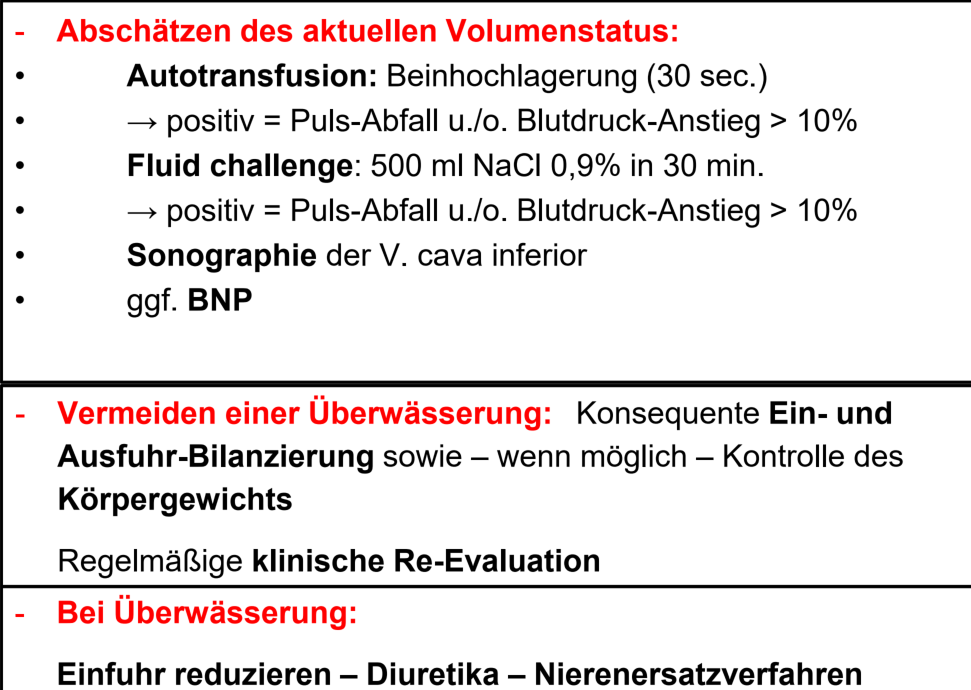 - Abschätzen des aktuellen Volumenstatus:
• Autotransfusion: Beinhochlagerung (30 sec.)
• → positiv = Puls-Abfall u./o. Blutdruck-Anstieg > 10%
• Fluid challenge: 500 ml NaCl 0,9% in 30 min.
• → positiv = Puls-Abfall u./o. Blutdruck-Anstieg > 10%
• Sonographie der V. cava inferior
• ggf. BNP
- Vermeiden einer Überwässerung: Konsequente Ein- und
Ausfuhr-Bilanzierung sowie – wenn möglich – Kontrolle des
Körpergewichts
Regelmäßige klinische Re-Evaluation
- Bei Überwässerung:
Einfuhr reduzieren – Diuretika – Nierenersatzverfahren